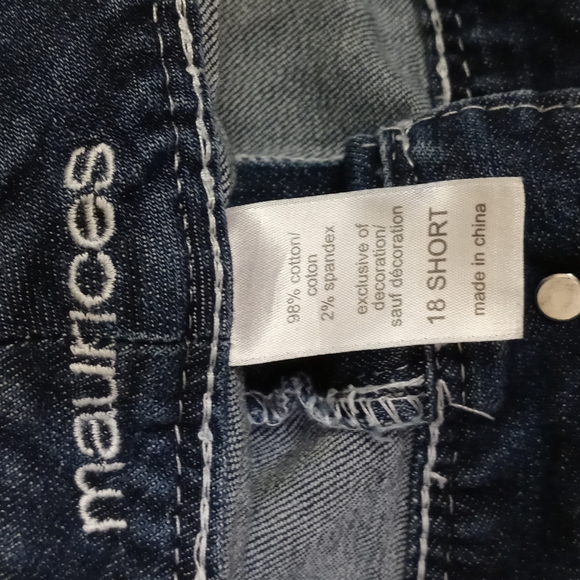 maurices
98% cotton/
coton
2% spandex
exclusive of
decoration/
sauf décoration
18 SHORT
made in china